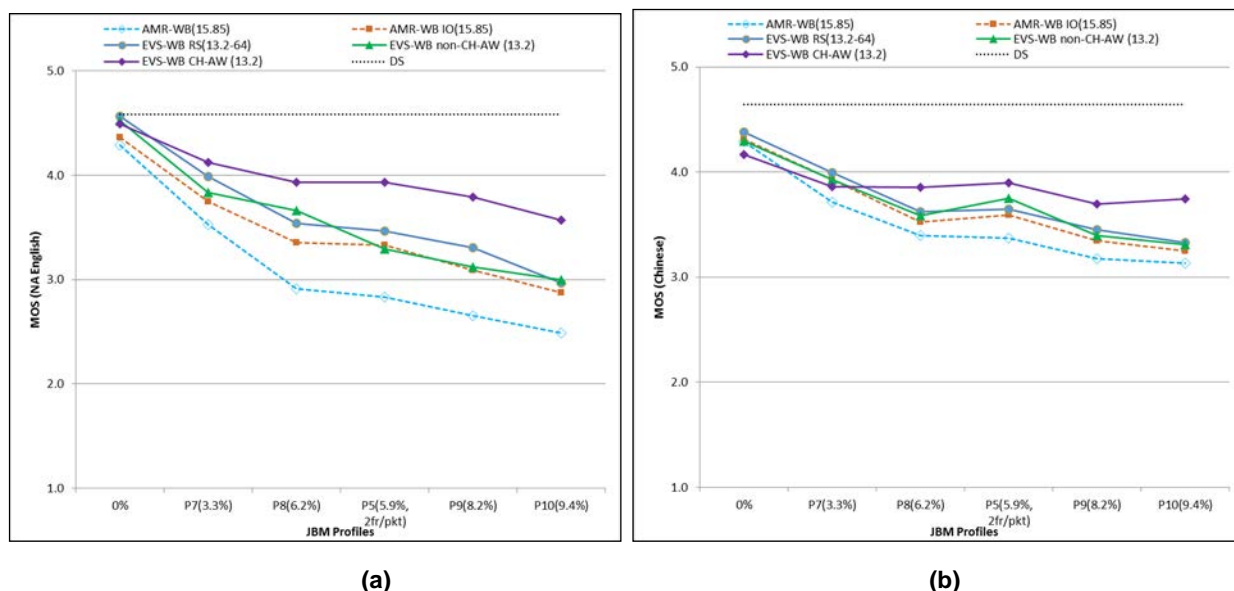 AMR-WB(15.85) AMR-WB IO(15.85)
EVS-WB RS(13.2-64) EVS-WB non-CH-AW (13.2)
EVS-WB CH-AW (13.2) DS
5.0
4.0
3.0
2.0
1.0
MOS (NA English)
0% P7(3.3%) P8(6.2%) P5(5.9%, P9(8.2%) P10(9.4%)
2fr/pkt)
JBM Profiles
(a)
AMR-WB(15.85) AMR-WB IO(15.85)
EVS-WB RS(13.2-64) EVS-WB non-CH-AW (13.2)
EVS-WB CH-AW (13.2) DS
5.0
4.0
3.0
2.0
1.0
MOS (Chinese)
0% P7(3.3%) P8(6.2%) P5(5.9%, P9(8.2%) P10(9.4%)
2fr/pkt)
JBM Profiles
(b)